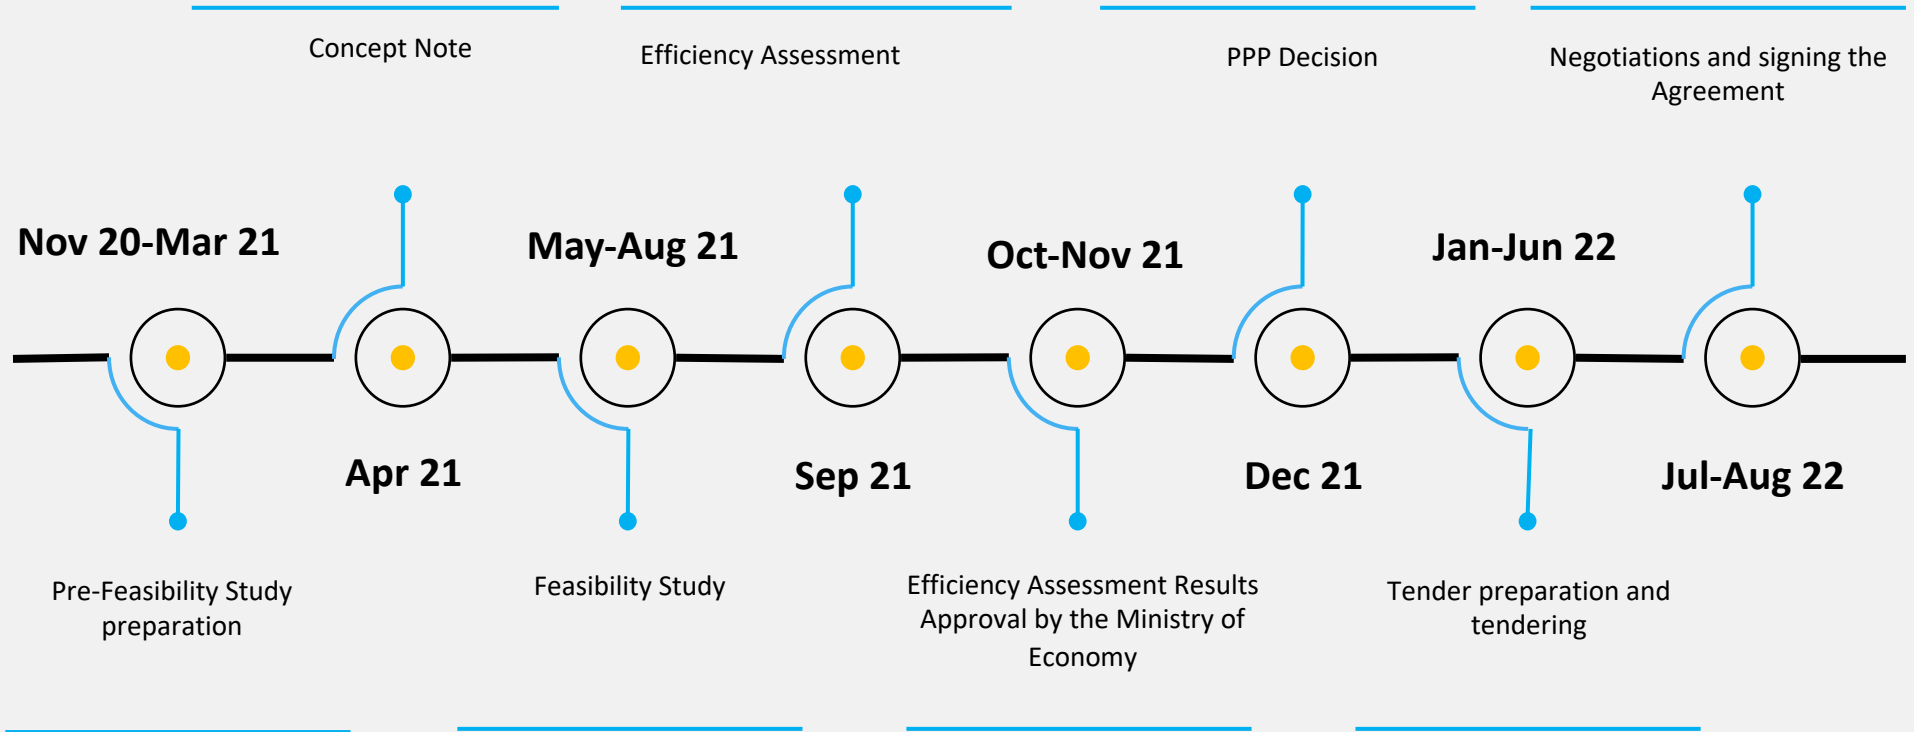 Concept Note
Efficiency Assessment
PPP Decision
Negotiations and signing the
Agreement
Nov 20-Mar 21
May-Aug 21
Oct-Nov 21
Jan-Jun 22
Apr 21
Sep 21
Dec 21
Jul-Aug 22
Pre-Feasibility Study
preparation
Feasibility Study
Efficiency Assessment Results
Approval by the Ministry of
Economy
Tender preparation and
tendering